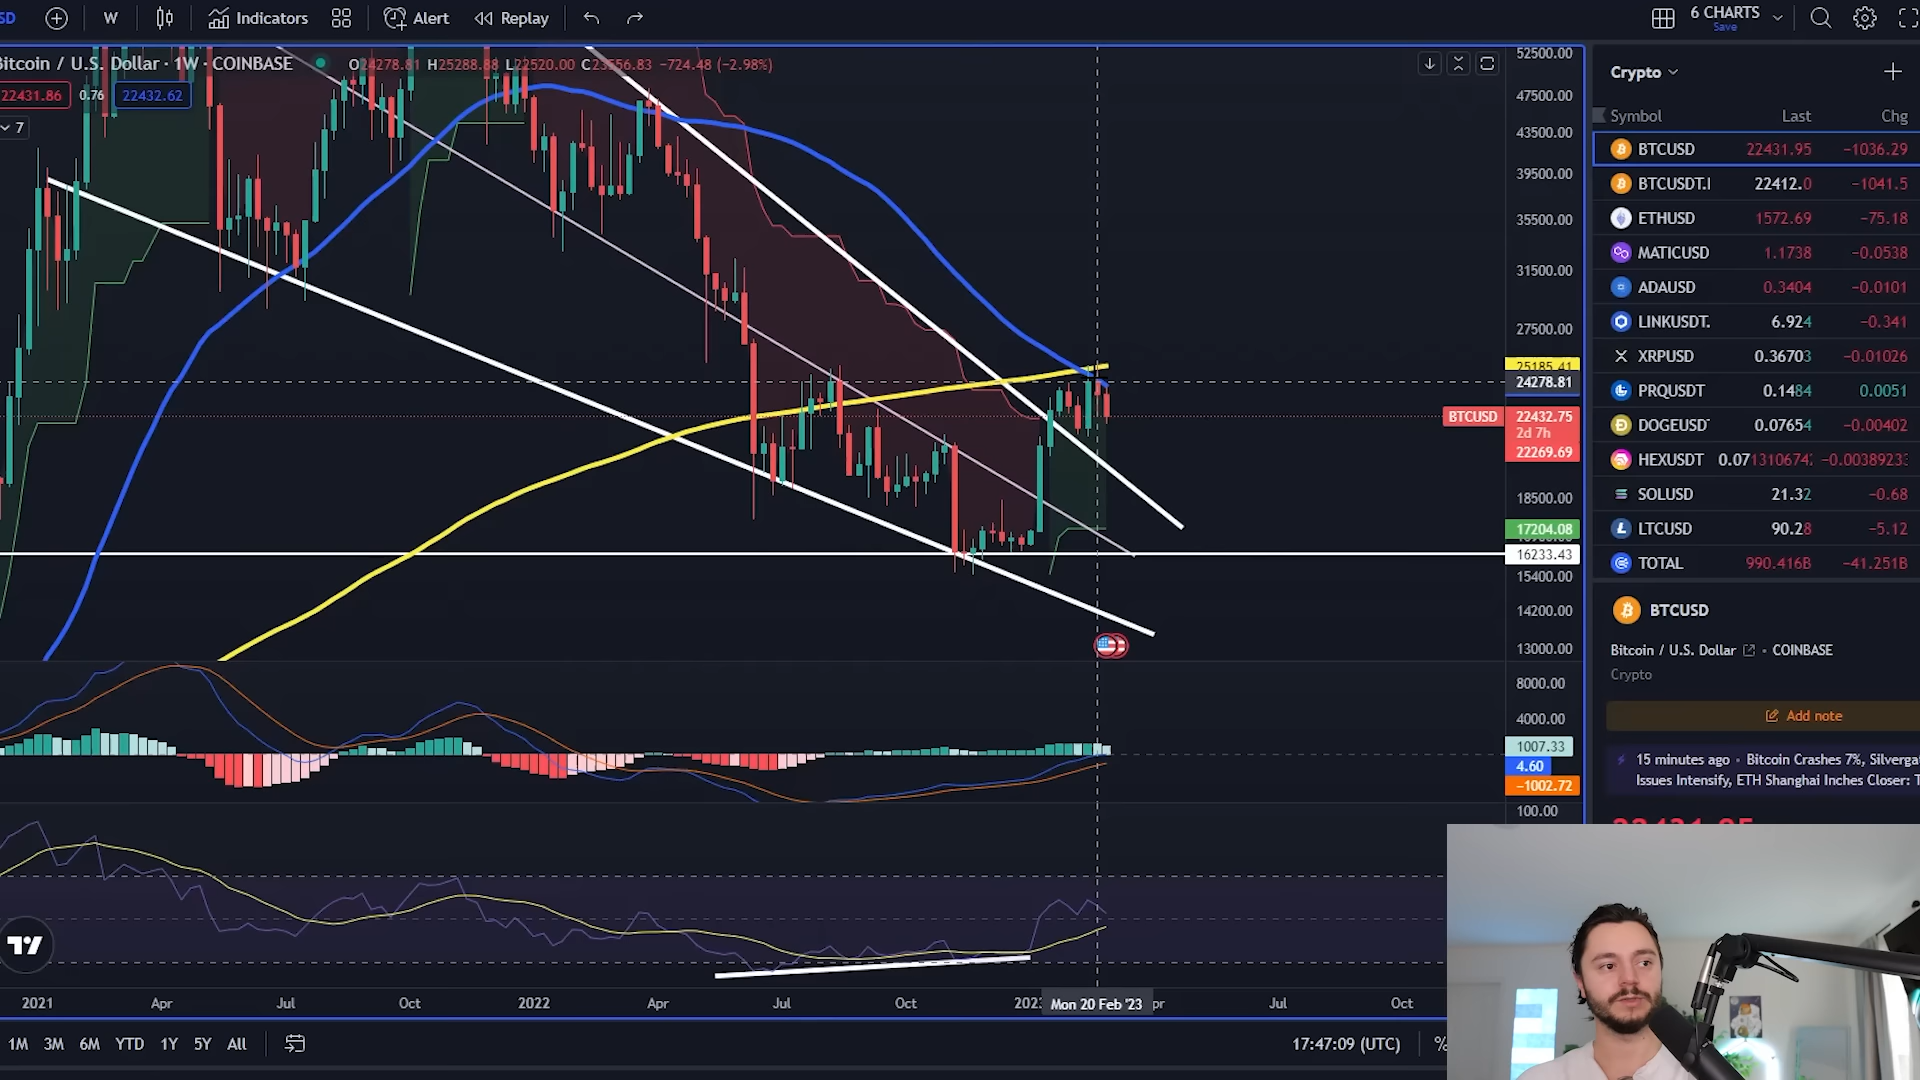 SD W Indicators Alert Replay 6 CHARTS
Save
Bitcoin / U.S. Dollar · 1W · COINBASE O24278.81 H25288.88 L22520.00 C23556.83 −724.48 (−2.98%)
22431.86 0.76 22432.62
7
52500.00
47500.00
43500.00
39500.00
35500.00
31500.00
27500.00
25185.41
24278.81
BTCUSD 22432.75
2d 7h
22269.69
18500.00
17204.08
16233.43
15400.00
14200.00
13000.00
8000.00
4000.00
1007.33
4.60
−1002.72
100.00
2021 Apr Jul Oct 2022 Apr Jul Oct 2023 Mon 20 Feb '23 pr Jul Oct
1M 3M 6M YTD 1Y 5Y All 17:47:09 (UTC) %
Crypto
Symbol Last Chg
BTCUSD 22431.95 −1036.29
BTCUSDT.I 22412.0 −1041.5
ETHUSD 1572.69 −75.18
MATICUSD 1.1738 −0.0538
ADAUSD 0.3404 −0.0101
LINKUSDT. 6.924 −0.341
XRPUSD 0.36703 −0.01026
PRQUSDT 0.1484 0.0051
DOGEUSDT 0.07654 −0.00402
HEXUSDT 0.07131067 −0.0038923
SOLUSD 21.32 −0.68
LTCUSD 90.28 −5.12
TOTAL 990.416B −41.251B
BTCUSD
Bitcoin / U.S. Dollar · COINBASE
Crypto
Add note
15 minutes ago · Bitcoin Crashes 7%, Silvergat
Issues Intensify, ETH Shanghai Inches Closer: T